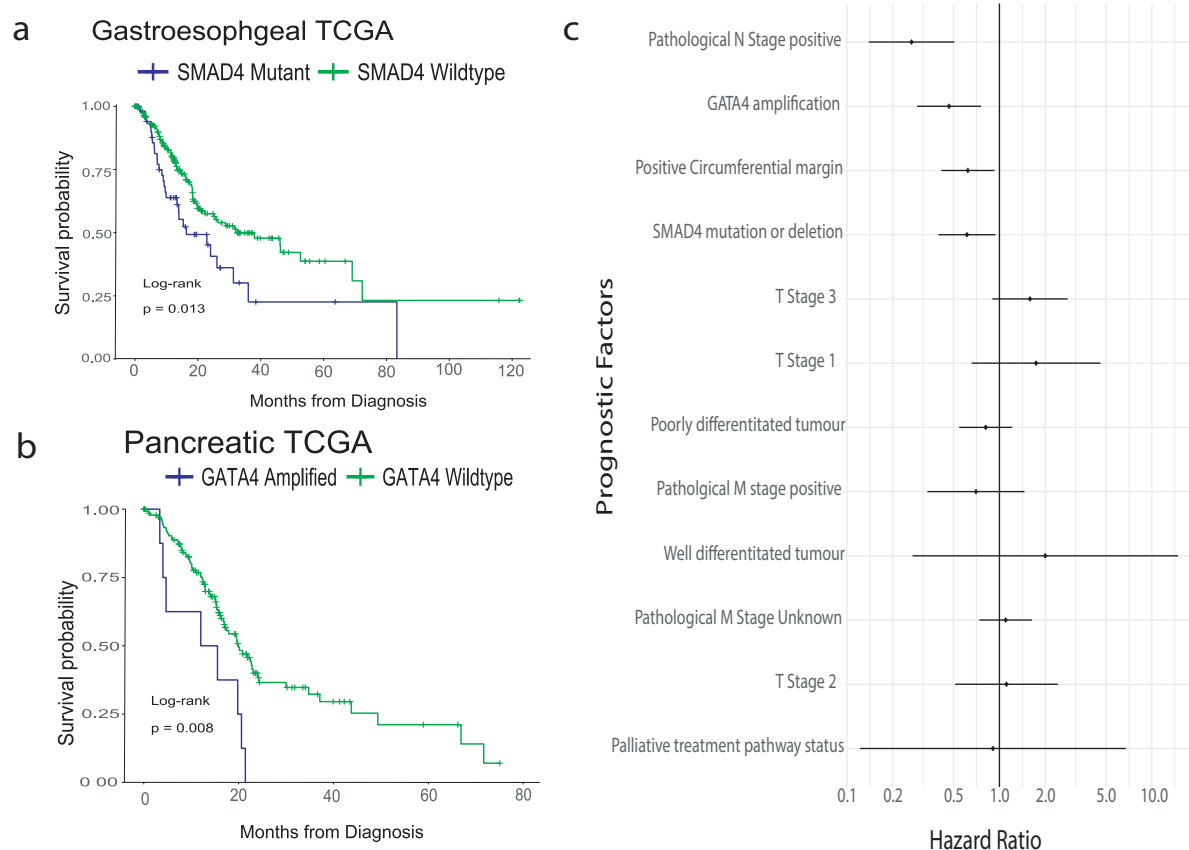 a
Gastroesophgeal TCGA
SMAD4 Mutant SMAD4 Wildtype
Survival probability
1.00
0.75
0.50
0.25
0.00
Log-rank
p = 0.013
0 20 40 60 80 100 120
Months from Diagnosis
b
Pancreatic TCGA
GATA4 Amplified GATA4 Wildtype
Survival probability
1.00
0.75
0.50
0.25
0 00
Log-rank
p = 0.008
0 20 40 60 80
Months from Diagnosis
c
Prognostic Factors
Pathological N Stage positive
GATA4 amplification
Positive Circumferential margin
SMAD4 mutation or deletion
T Stage 3
T Stage 1
Poorly differentitated tumour
Patholgical M stage positive
Well differentitated tumour
Pathological M Stage Unknown
T Stage 2
Palliative treatment pathway status
0.1 0.2 0.5 1.0 2.0 5.0 10.0
Hazard Ratio